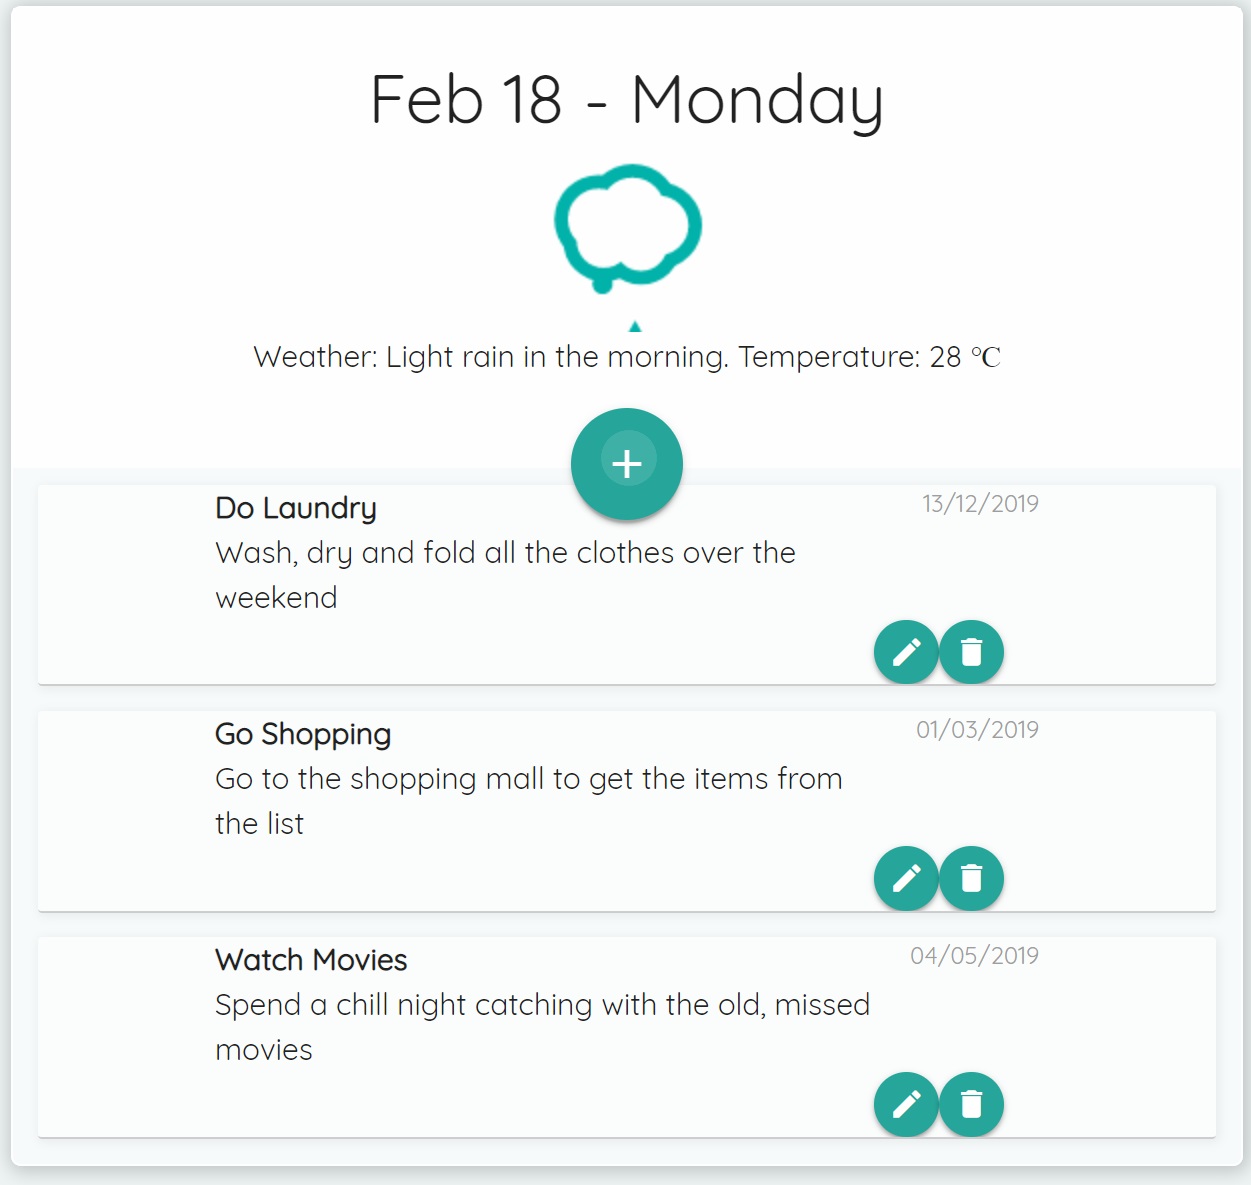 Feb 18 - Monday
Weather: Light rain in the morning. Temperature: 28 ℃
Do Laundry
13/12/2019
Wash, dry and fold all the clothes over the
weekend
Go Shopping
01/03/2019
Go to the shopping mall to get the items from
the list
Watch Movies
04/05/2019
Spend a chill night catching with the old, missed
movies